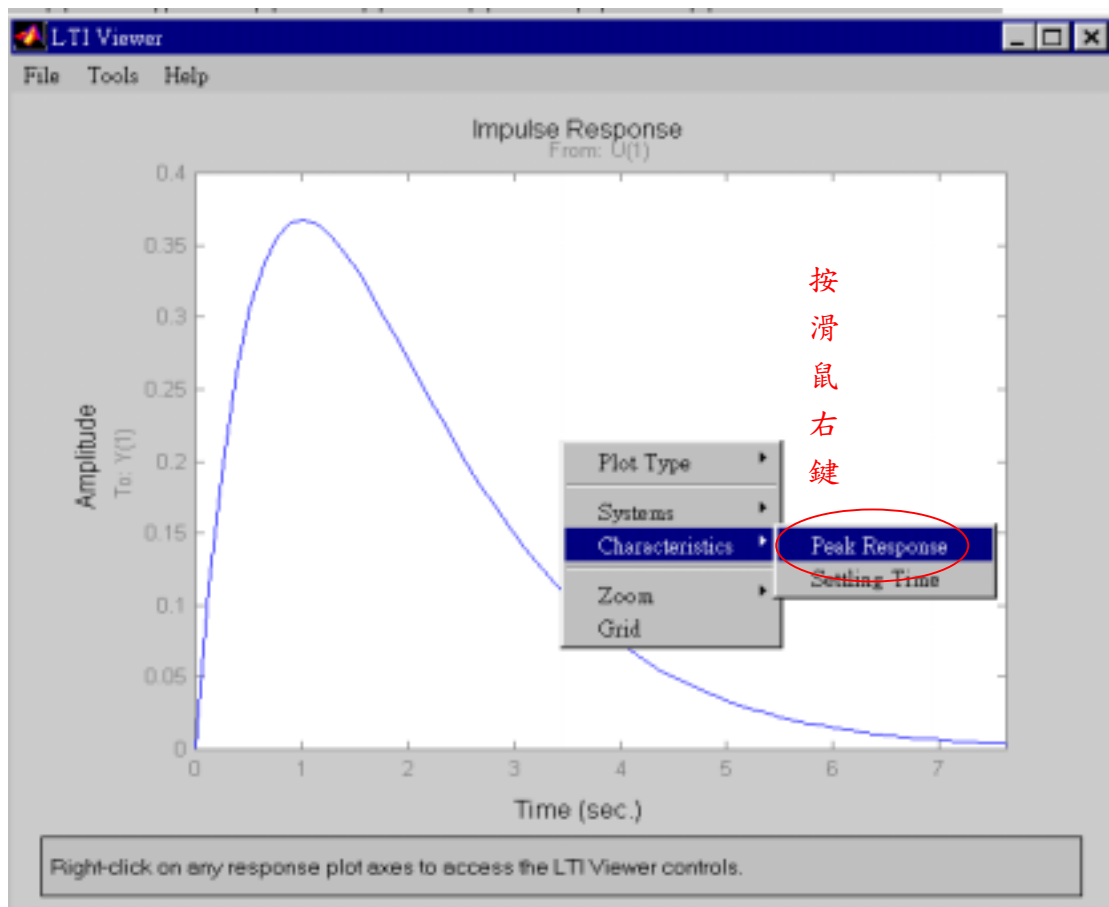 LTI Viewer
File Tools Help
Impulse Response
From: U(1)
Amplitude
To: Y(1)
0.4
0.35
0.3
0.25
0.2
0.15
0.1
0.05
0
0 1 2 3 4 5 6 7
Time (sec.)
按
滑
鼠
右
鍵
Plot Type
Systems
Characteristics
Zoom
Grid
Peak Response
Settling Time
Right-click on any response plot axes to access the LTI Viewer controls.